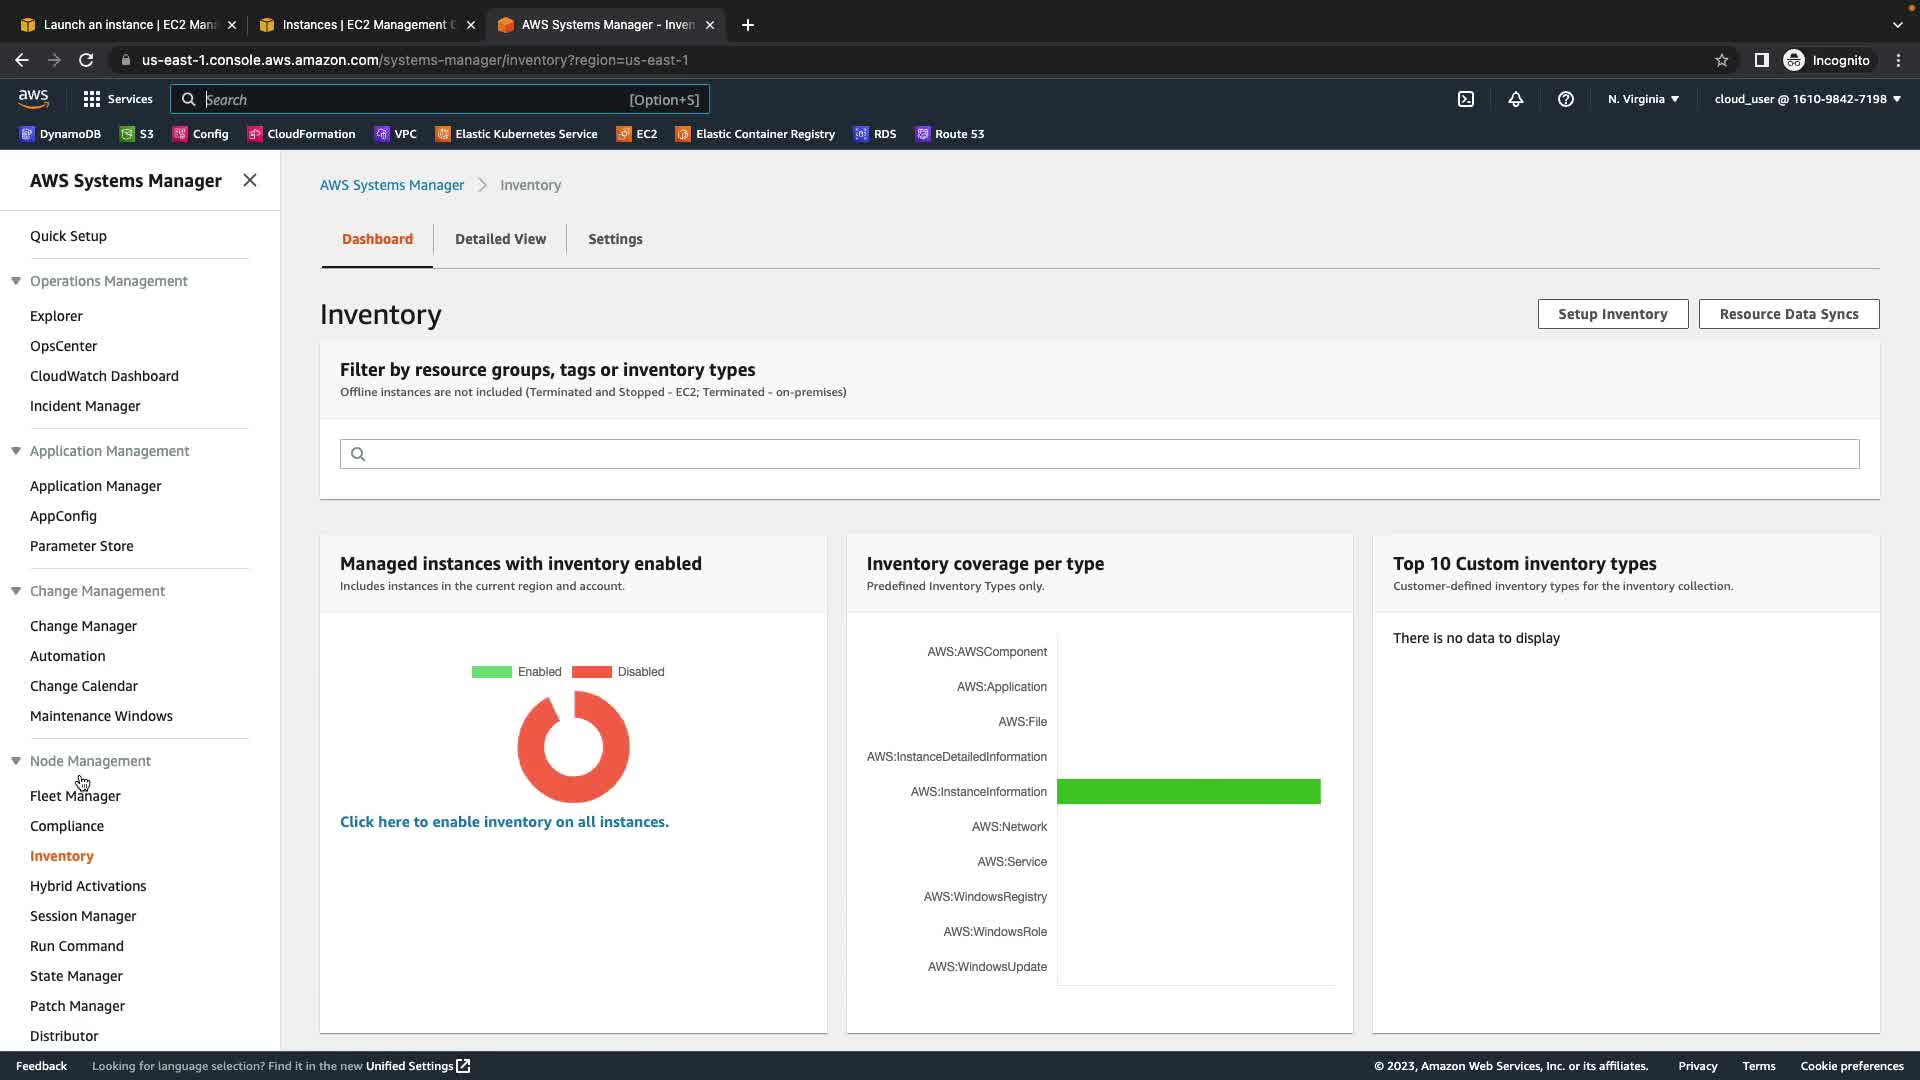 Launch an instance | EC2 Man
Instances | EC2 Management C
AWS Systems Manager - Inven
us-east-1.console.aws.amazon.com/systems-manager/inventory?region=us-east-1
Incognito
aws
Services
Search
[Option+S]
N. Virginia
cloud_user @ 1610-9842-7198
DynamoDB
S3
Config
CloudFormation
VPC
Elastic Kubernetes Service
EC2
Elastic Container Registry
RDS
Route 53
AWS Systems Manager
Quick Setup
Operations Management
Explorer
OpsCenter
CloudWatch Dashboard
Incident Manager
Application Management
Application Manager
AppConfig
Parameter Store
Change Management
Change Manager
Automation
Change Calendar
Maintenance Windows
Node Management
Fleet Manager
Compliance
Inventory
Hybrid Activations
Session Manager
Run Command
State Manager
Patch Manager
Distributor
AWS Systems Manager
Inventory
Dashboard
Detailed View
Settings
Inventory
Setup Inventory
Resource Data Syncs
Filter by resource groups, tags or inventory types
Offline instances are not included (Terminated and Stopped - EC2; Terminated - on-premises)
Managed instances with inventory enabled
Includes instances in the current region and account.
Enabled
Disabled
Click here to enable inventory on all instances.
Inventory coverage per type
Predefined Inventory Types only.
AWS:AWSComponent
AWS:Application
AWS:File
AWS:InstanceDetailedInformation
AWS:InstanceInformation
AWS:Network
AWS:Service
AWS:WindowsRegistry
AWS:WindowsRole
AWS:WindowsUpdate
Top 10 Custom inventory types
Customer-defined inventory types for the inventory collection.
There is no data to display
Feedback
Looking for language selection? Find it in the new Unified Settings
© 2023, Amazon Web Services, Inc. or its affiliates.
Privacy
Terms
Cookie preferences